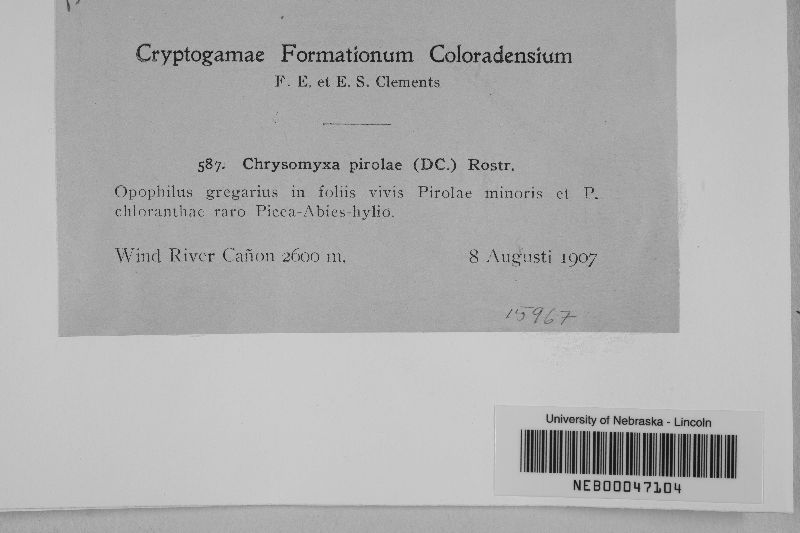 Cryptogamae Formationum Coloradensium
F. E. et E. S. Clements
587. Chrysomyxa pirolae (DC.) Rostr.
Opophilus gregarius in foliis vivis Pirolae minoris et P.
chloranthae raro Picea-Abies-hylio.
Wind River Cañon 2600 m. 8 Augusti 1907
15967
University of Nebraska - Lincoln
NEB00047104